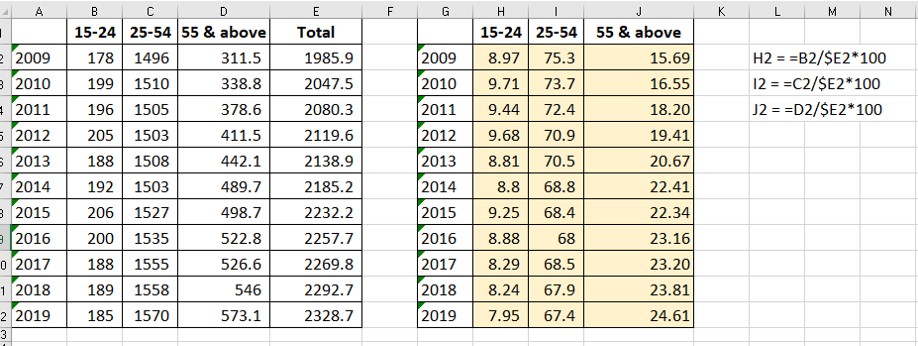 A B C D E F G H I J K L M N
15-24 25-54 55 & above Total 15-24 25-54 55 & above
2 2009 178 1496 311.5 1985.9 2009 8.97 75.3 15.69 H2 = =B2/$E2*100
3 2010 199 1510 338.8 2047.5 2010 9.71 73.7 16.55 I2 = =C2/$E2*100
4 2011 196 1505 378.6 2080.3 2011 9.44 72.4 18.20 J2 = =D2/$E2*100
5 2012 205 1503 411.5 2119.6 2012 9.68 70.9 19.41
2013 188 1508 442.1 2138.9 2013 8.81 70.5 20.67
7 2014 192 1503 489.7 2185.2 2014 8.8 68.8 22.41
2015 206 1527 498.7 2232.2 2015 9.25 68.4 22.34
9 2016 200 1535 522.8 2257.7 2016 8.88 68 23.16
0 2017 188 1555 526.6 2269.8 2017 8.29 68.5 23.20
1 2018 189 1558 546 2292.7 2018 8.24 67.9 23.81
2 2019 185 1570 573.1 2328.7 2019 7.95 67.4 24.61
3